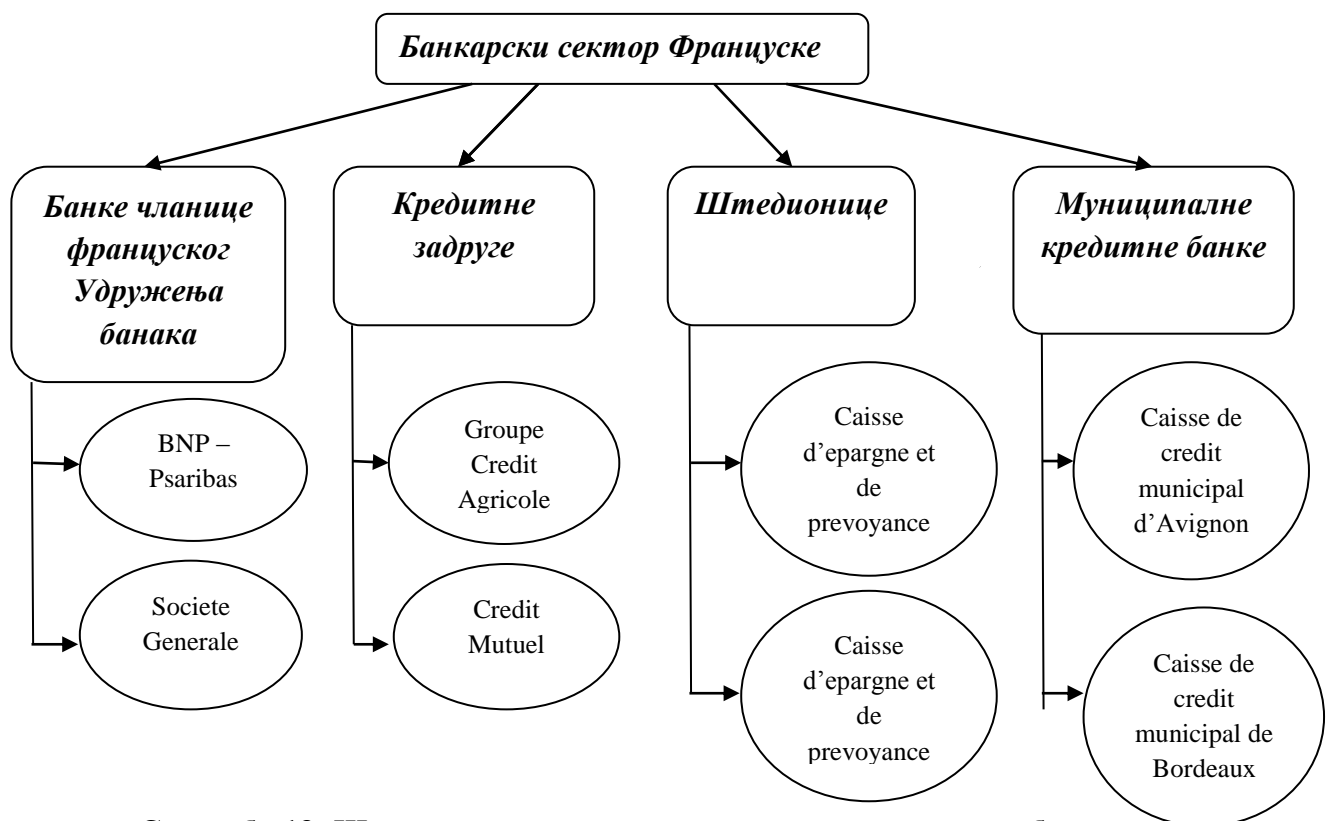 Банкарски сектор Француске
Банке чланице
француског
Удружења
банака
Кредитне
задруге
Штедионице
Муниципалне
кредитне банке
BNP –
Psaribas
Societe
Generale
Groupe
Credit
Agricole
Credit
Mutuel
Caisse
d’epargne et
de
prevoyance
Caisse
d’epargne et
de
prevoyance
Caisse de
credit
municipal
d’Avignon
Caisse de
credit
municipal de
Bordeaux